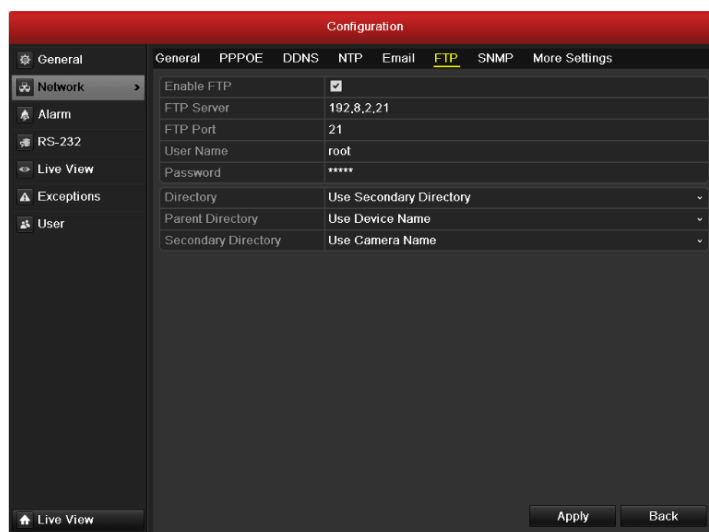 Configuration
General
Network
Alarm
RS-232
Live View
Exceptions
User
Live View
General PPPOE DDNS NTP Email FTP SNMP More Settings
Enable FTP
FTP Server 192,8,2,21
FTP Port 21
User Name root
Password *****
Directory Use Secondary Directory
Parent Directory Use Device Name
Secondary Directory Use Camera Name
Apply Back